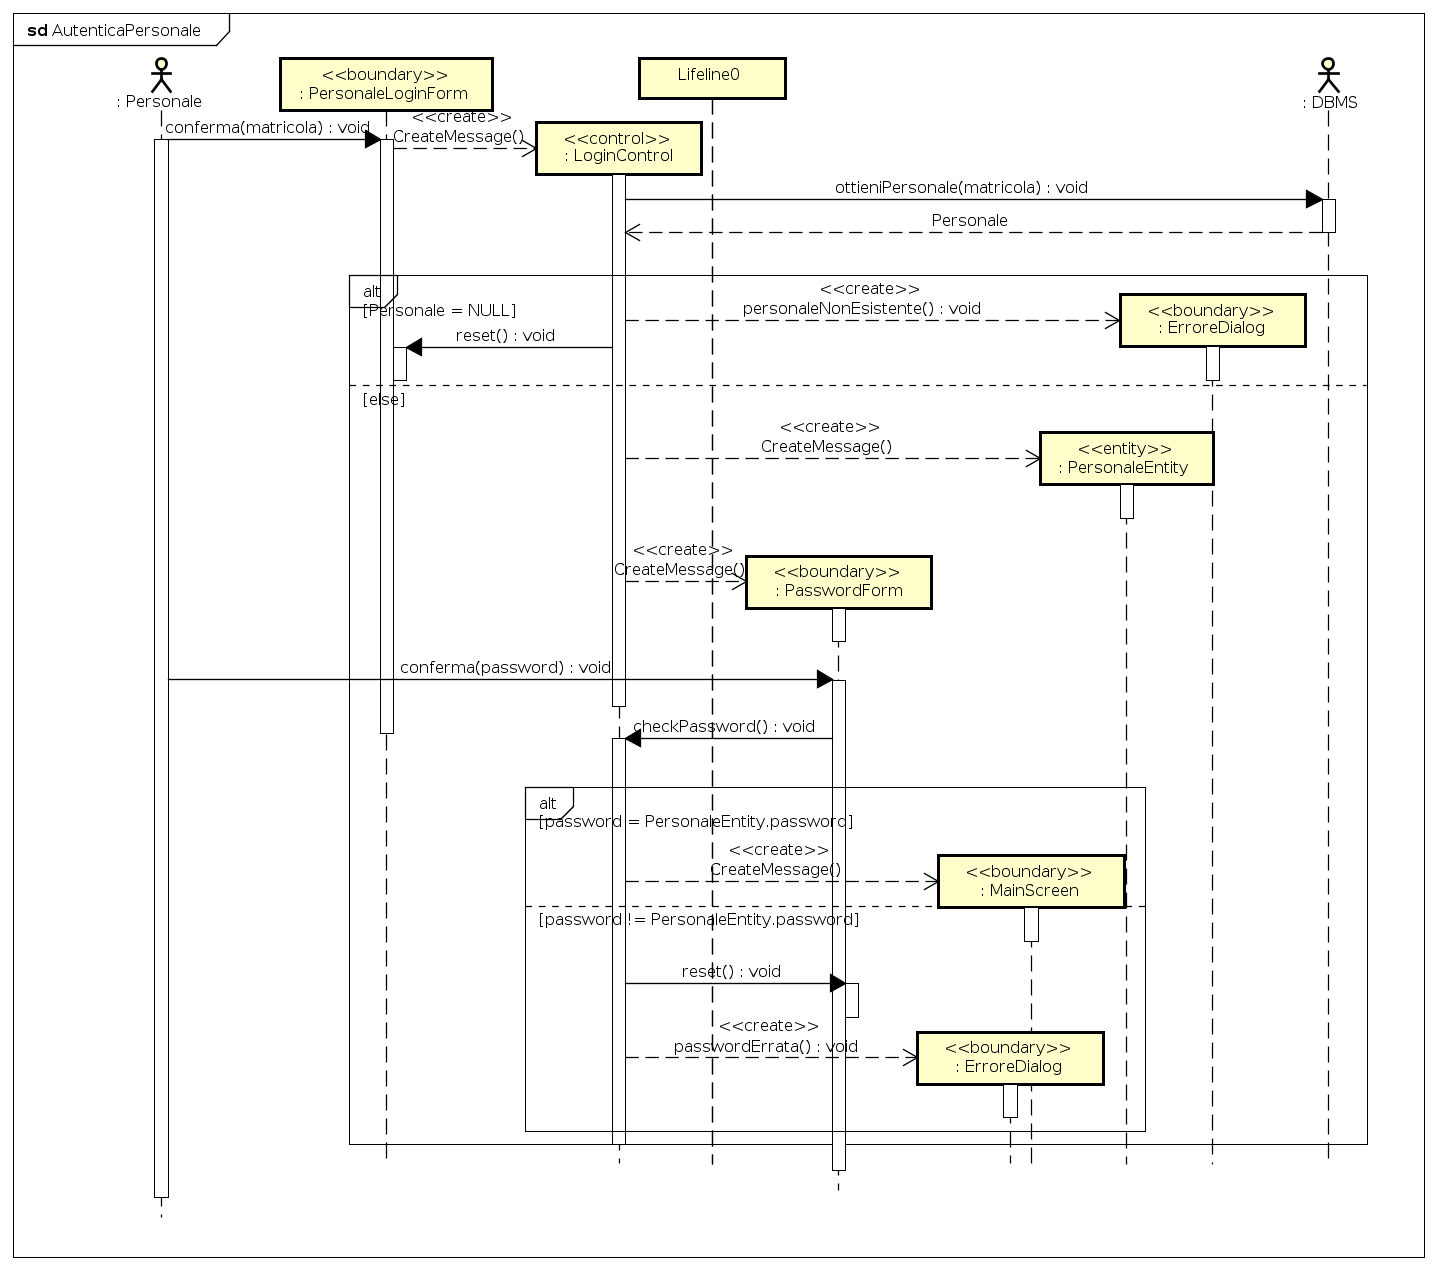 sd AutenticaPersonale
: Personale
<<boundary>>
: PersonaleLoginForm
Lifeline0
: DBMS
conferma(matricola) : void
<<create>>
CreateMessage()
<<control>>
: LoginControl
ottieniPersonale(matricola) : void
Personale
alt
[Personale = NULL]
<<create>>
personaleNonEsistente() : void
<<boundary>>
: ErroreDialog
reset() : void
[else]
<<create>>
CreateMessage()
<<entity>>
: PersonaleEntity
<<create>>
CreateMessage()
<<boundary>>
: PasswordForm
conferma(password) : void
checkPassword() : void
alt
[password = PersonaleEntity.password]
<<create>>
CreateMessage()
<<boundary>>
: MainScreen
[password != PersonaleEntity.password]
reset() : void
<<create>>
passwordErrata() : void
<<boundary>>
: ErroreDialog